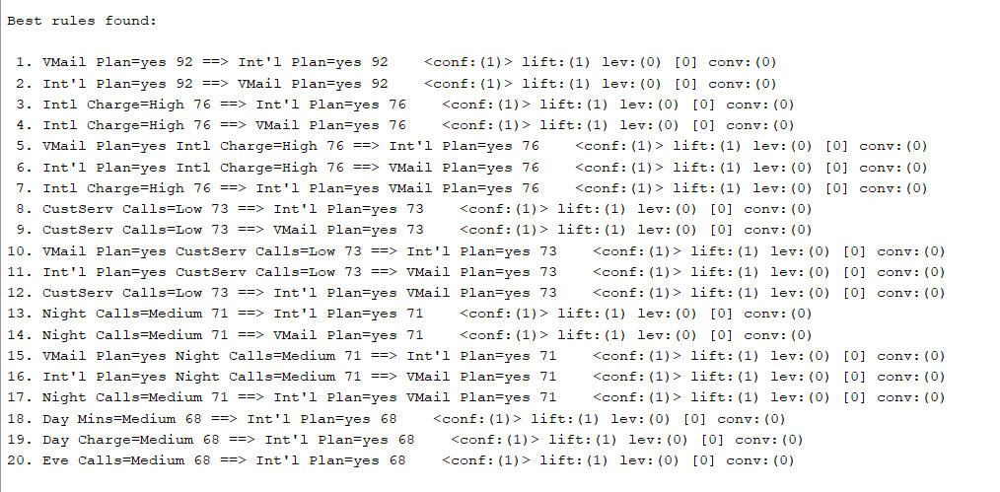 Best rules found:
1. VMail Plan=yes 92 ==> Int'l Plan=yes 92    <conf:(1)> lift:(1) lev:(0) [0] conv:(0)
2. Int'l Plan=yes 92 ==> VMail Plan=yes 92    <conf:(1)> lift:(1) lev:(0) [0] conv:(0)
3. Intl Charge=High 76 ==> Int'l Plan=yes 76    <conf:(1)> lift:(1) lev:(0) [0] conv:(0)
4. Intl Charge=High 76 ==> VMail Plan=yes 76    <conf:(1)> lift:(1) lev:(0) [0] conv:(0)
5. VMail Plan=yes Intl Charge=High 76 ==> Int'l Plan=yes 76    <conf:(1)> lift:(1) lev:(0) [0] conv:(0)
6. Int'l Plan=yes Intl Charge=High 76 ==> VMail Plan=yes 76    <conf:(1)> lift:(1) lev:(0) [0] conv:(0)
7. Intl Charge=High 76 ==> Int'l Plan=yes VMail Plan=yes 76    <conf:(1)> lift:(1) lev:(0) [0] conv:(0)
8. CustServ Calls=Low 73 ==> Int'l Plan=yes 73    <conf:(1)> lift:(1) lev:(0) [0] conv:(0)
9. CustServ Calls=Low 73 ==> VMail Plan=yes 73    <conf:(1)> lift:(1) lev:(0) [0] conv:(0)
10. VMail Plan=yes CustServ Calls=Low 73 ==> Int'l Plan=yes 73    <conf:(1)> lift:(1) lev:(0) [0] conv:(0)
11. Int'l Plan=yes CustServ Calls=Low 73 ==> VMail Plan=yes 73    <conf:(1)> lift:(1) lev:(0) [0] conv:(0)
12. CustServ Calls=Low 73 ==> Int'l Plan=yes VMail Plan=yes 73    <conf:(1)> lift:(1) lev:(0) [0] conv:(0)
13. Night Calls=Medium 71 ==> Int'l Plan=yes 71    <conf:(1)> lift:(1) lev:(0) [0] conv:(0)
14. Night Calls=Medium 71 ==> VMail Plan=yes 71    <conf:(1)> lift:(1) lev:(0) [0] conv:(0)
15. VMail Plan=yes Night Calls=Medium 71 ==> Int'l Plan=yes 71    <conf:(1)> lift:(1) lev:(0) [0] conv:(0)
16. Int'l Plan=yes Night Calls=Medium 71 ==> VMail Plan=yes 71    <conf:(1)> lift:(1) lev:(0) [0] conv:(0)
17. Night Calls=Medium 71 ==> Int'l Plan=yes VMail Plan=yes 71    <conf:(1)> lift:(1) lev:(0) [0] conv:(0)
18. Day Mins=Medium 68 ==> Int'l Plan=yes 68    <conf:(1)> lift:(1) lev:(0) [0] conv:(0)
19. Day Charge=Medium 68 ==> Int'l Plan=yes 68    <conf:(1)> lift:(1) lev:(0) [0] conv:(0)
20. Eve Calls=Medium 68 ==> Int'l Plan=yes 68    <conf:(1)> lift:(1) lev:(0) [0] conv:(0)